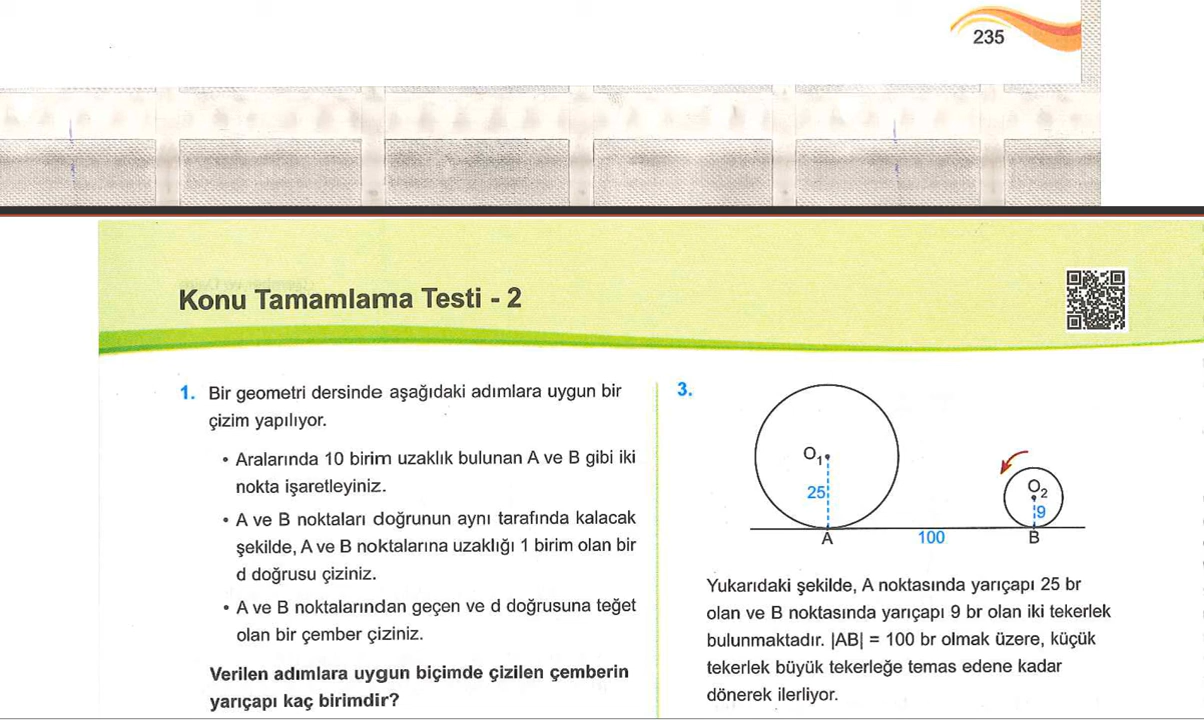 235
Konu Tamamlama Testi - 2
1. Bir geometri dersinde aşağıdaki adımlara uygun bir
çizim yapılıyor.
• Aralarında 10 birim uzaklık bulunan A ve B gibi iki
nokta işaretleyiniz.
• A ve B noktaları doğrunun aynı tarafında kalacak
şekilde, A ve B noktalarına uzaklığı 1 birim olan bir
d doğrusu çiziniz.
• A ve B noktalarından geçen ve d doğrusuna teğet
olan bir çember çiziniz.
Verilen adımlara uygun biçimde çizilen çemberin
yarıçapı kaç birimdir?
3.
O₁
25
O₂
9
A
100
B
Yukarıdaki şekilde, A noktasında yarıçapı 25 br
olan ve B noktasında yarıçapı 9 br olan iki tekerlek
bulunmaktadır. |AB| = 100 br olmak üzere, küçük
tekerlek büyük tekerleğe temas edene kadar
dönerek ilerliyor.